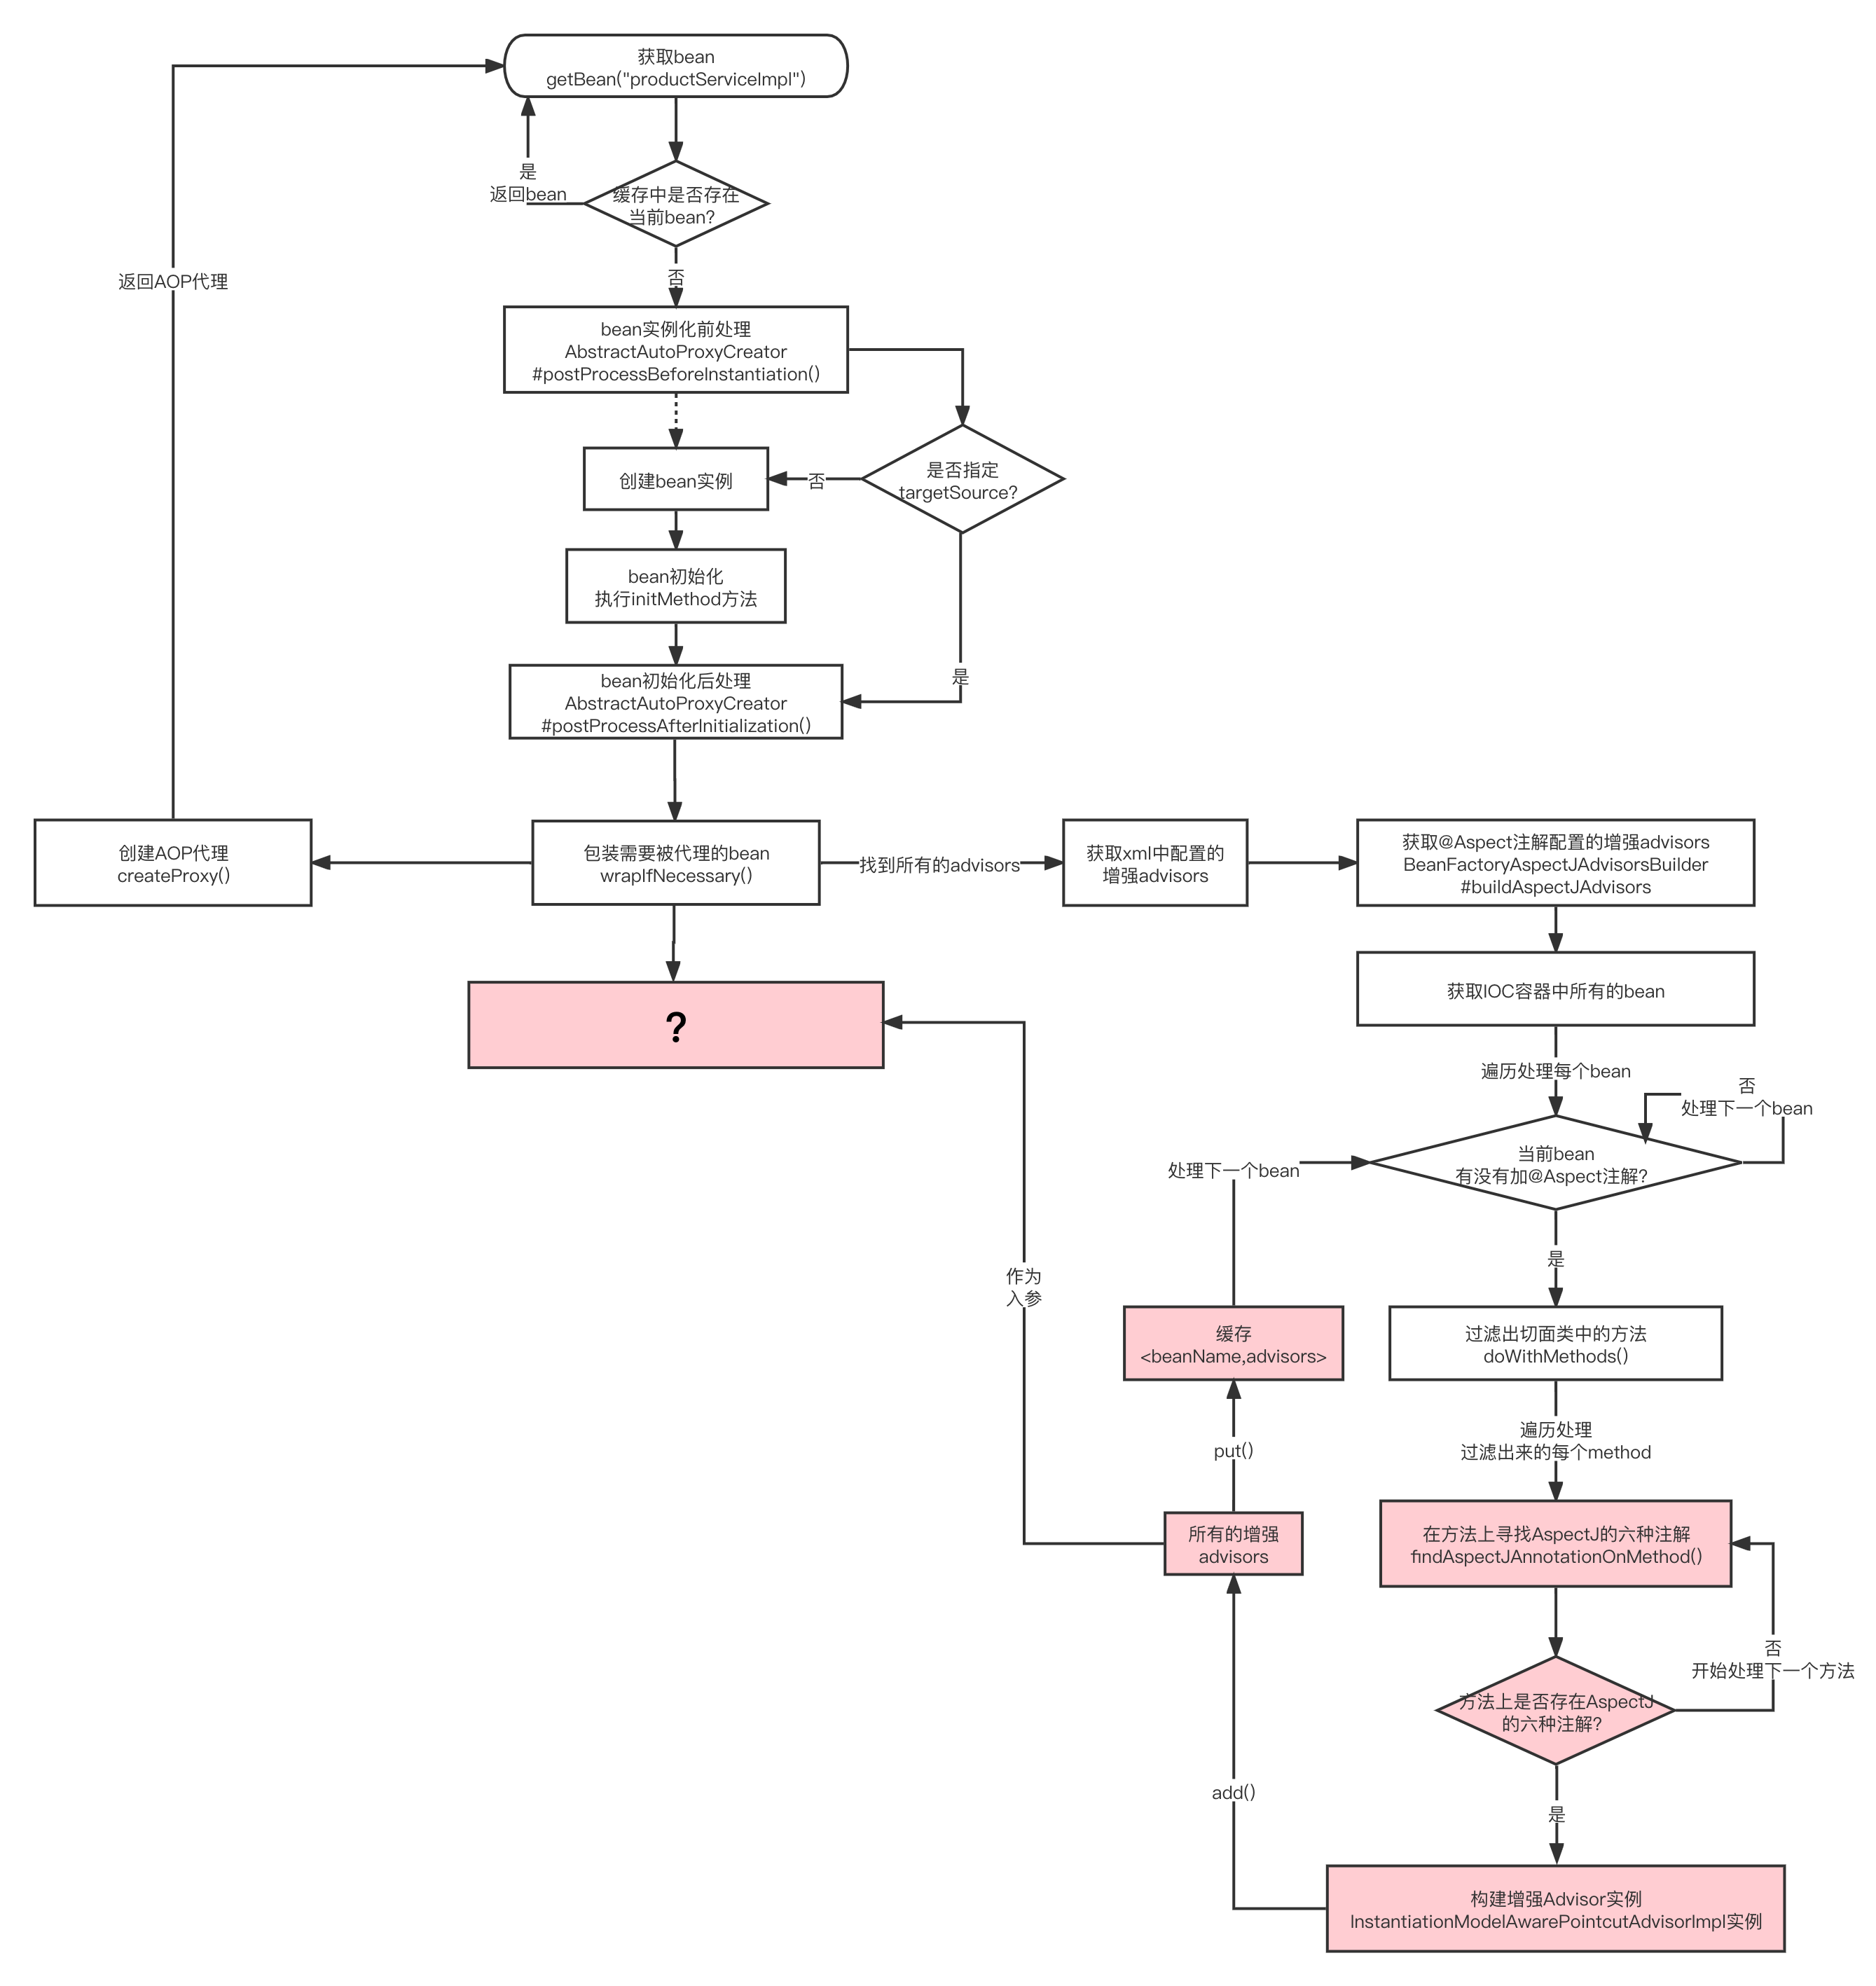 获取bean
getBean("productServiceImpl")
是
返回bean
缓存中是否存在
当前bean?
返回AOP代理
否
bean实例化前处理
AbstractAutoProxyCreator
#postProcessBeforeInstantiation()
是否指定
targetSource?
否
创建bean实例
bean初始化
执行initMethod方法
是
bean初始化后处理
AbstractAutoProxyCreator
#postProcessAfterInitialization()
创建AOP代理
createProxy()
包装需要被代理的bean
wrapIfNecessary()
找到所有的advisors
获取xml中配置的
增强advisors
获取@Aspect注解配置的增强advisors
BeanFactoryAspectJAdvisorsBuilder
#buildAspectJAdvisors
获取IOC容器中所有的bean
?
遍历处理每个bean
否
处理下一个bean
当前bean
有没有加@Aspect注解?
处理下一个bean
是
作为
入参
缓存
<beanName,advisors>
过滤出切面类中的方法
doWithMethods()
遍历处理
过滤出来的每个method
put()
所有的增强
advisors
在方法上寻找AspectJ的六种注解
findAspectJAnnotationOnMethod()
否
开始处理下一个方法
方法上是否存在AspectJ
的六种注解?
add()
是
构建增强Advisor实例
InstantiationModelAwarePointcutAdvisorImpl实例